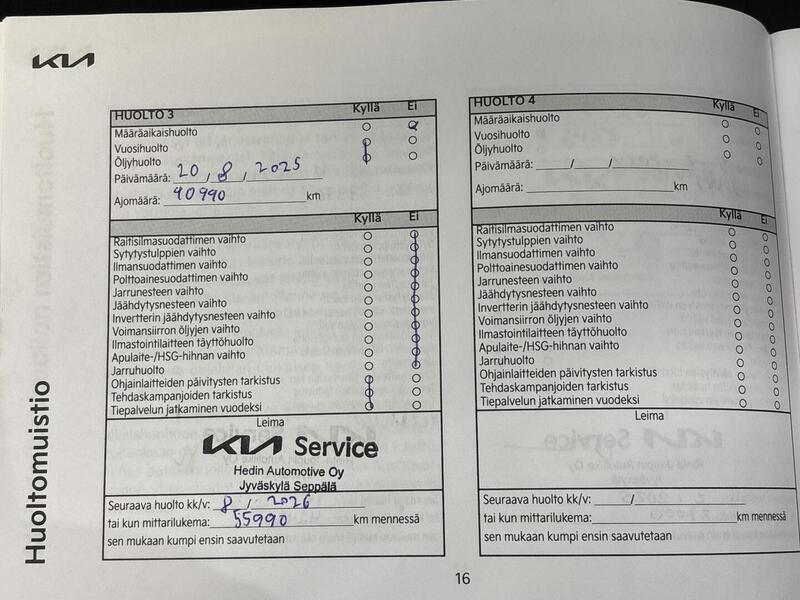 KIA
Huoltomuistio
HUOLTO 3 Kyllä Ei
Määräaikaishuolto
Vuosihuolto
Öljyhuolto
Päivämäärä: 20 / 8 / 2025
Ajomäärä: 40990 km
Kyllä Ei
Raitisilmasuodattimen vaihto
Sytytystulppien vaihto
Ilmansuodattimen vaihto
Polttoainesuodattimen vaihto
Jarrunesteen vaihto
Jäähdytysnesteen vaihto
Invertterin jäähdytysnesteen vaihto
Voimansiirron öljyjen vaihto
Ilmastointilaitteen täyttöhuolto
Apulaite-/HSG-hihnan vaihto
Jarruhuolto
Ohjainlaitteiden päivitysten tarkistus
Tehdaskampanjoiden tarkistus
Tiepalvelun jatkaminen vuodeksi
Leima
KIA Service
Hedin Automotive Oy
Jyväskylä Seppälä
Seuraava huolto kk/v: 8 / 2026
tai kun mittarilukema: 55990 km mennessä
sen mukaan kumpi ensin saavutetaan
HUOLTO 4 Kyllä Ei
Määräaikaishuolto
Vuosihuolto
Öljyhuolto
Päivämäärä: / /
Ajomäärä: km
Kyllä Ei
Raitisilmasuodattimen vaihto
Sytytystulppien vaihto
Ilmansuodattimen vaihto
Polttoainesuodattimen vaihto
Jarrunesteen vaihto
Jäähdytysnesteen vaihto
Invertterin jäähdytysnesteen vaihto
Voimansiirron öljyjen vaihto
Ilmastointilaitteen täyttöhuolto
Apulaite-/HSG-hihnan vaihto
Jarruhuolto
Ohjainlaitteiden päivitysten tarkistus
Tehdaskampanjoiden tarkistus
Tiepalvelun jatkaminen vuodeksi
Leima
Seuraava huolto kk/v: /
tai kun mittarilukema: km mennessä
sen mukaan kumpi ensin saavutetaan
16